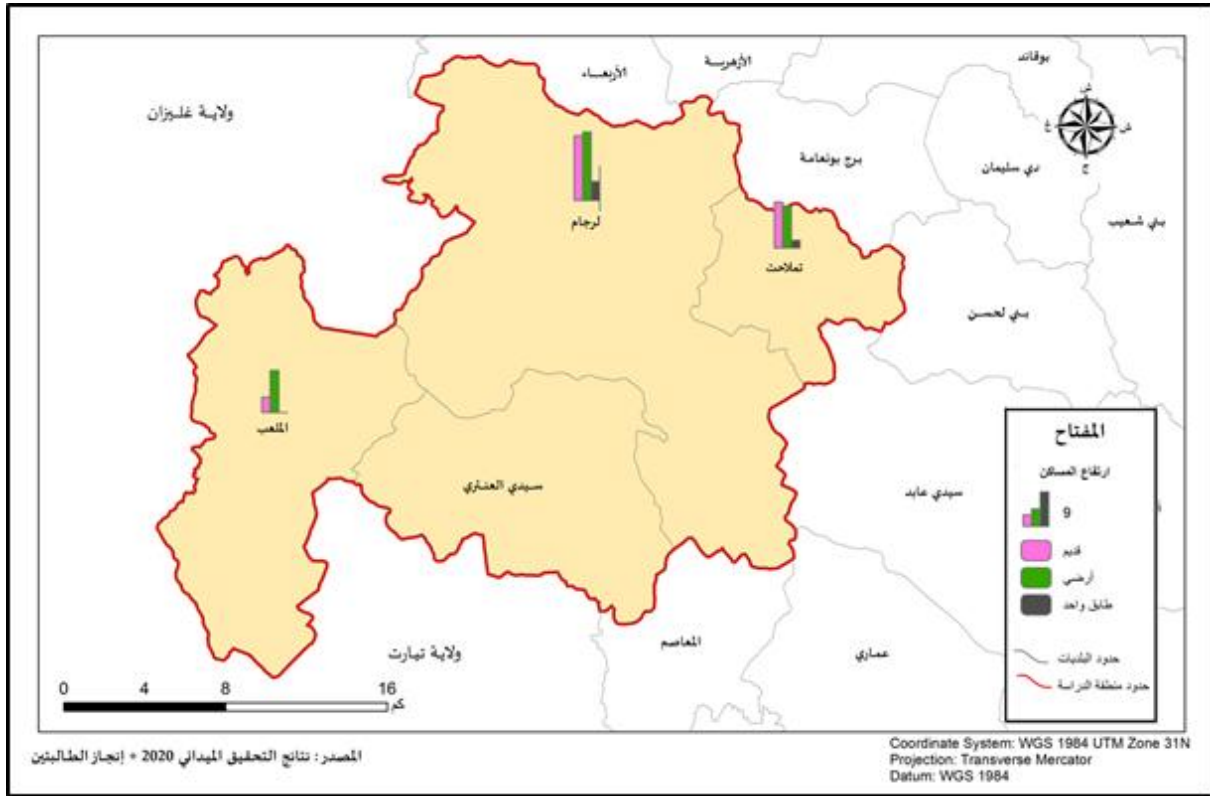 الأربعاء
الأزهرية
بوقائد
ولاية غليزان
ش
غ
ش
ج
برج بونعامة
دي سليمان
بني شعيب
لرجام
تملاحت
بني لحسن
الملعب
سيدي العنتري
سيدي عابد
المعاصم
عماري
ولاية تيارت
المفتاح
ارتفاع المساكن
9
قديم
أرضي
طابق واحد
حدود البلديات
حدود منطقة الدراسة
0 4 8 16
كم
المصدر: نتائج التحقيق الميداني 2020 + إنجاز الطالبتين
Coordinate System: WGS 1984 UTM Zone 31N
Projection: Transverse Mercator
Datum: WGS 1984